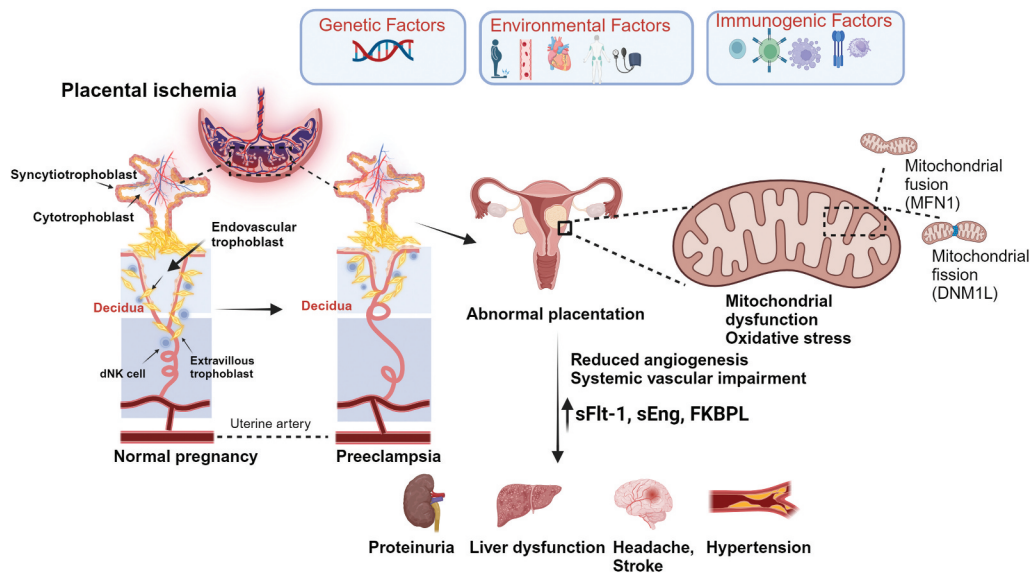 Genetic Factors
Environmental Factors
Immunogenic Factors
Placental ischemia
Syncytiotrophoblast
Cytotrophoblast
Endovascular
trophoblast
Decidua
Decidua
dNK cell
Extravillous
trophoblast
Uterine artery
Normal pregnancy
Preeclampsia
Abnormal placentation
Mitochondrial
fusion
(MFN1)
Mitochondrial
fission
(DNM1L)
Mitochondrial
dysfunction
Oxidative stress
Reduced angiogenesis
Systemic vascular impairment
sFlt-1, sEng, FKBPL
Proteinuria
Liver dysfunction
Headache,
Stroke
Hypertension